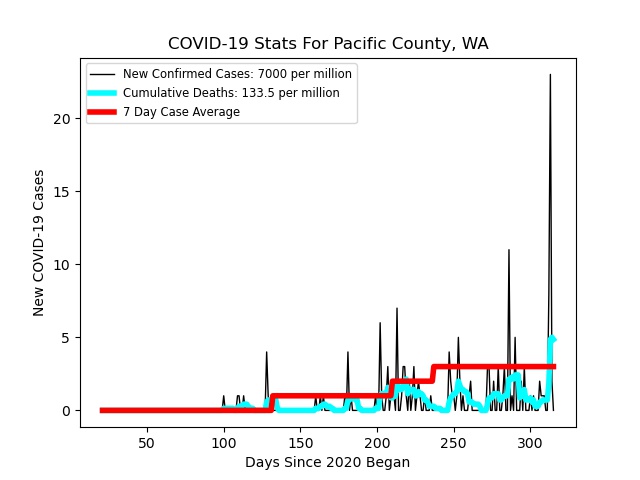 COVID-19 Stats For Pacific County, WA
New Confirmed Cases: 7000 per million
Cumulative Deaths: 133.5 per million
7 Day Case Average
New COVID-19 Cases
20
15
10
5
0
50 100 150 200 250 300
Days Since 2020 Began